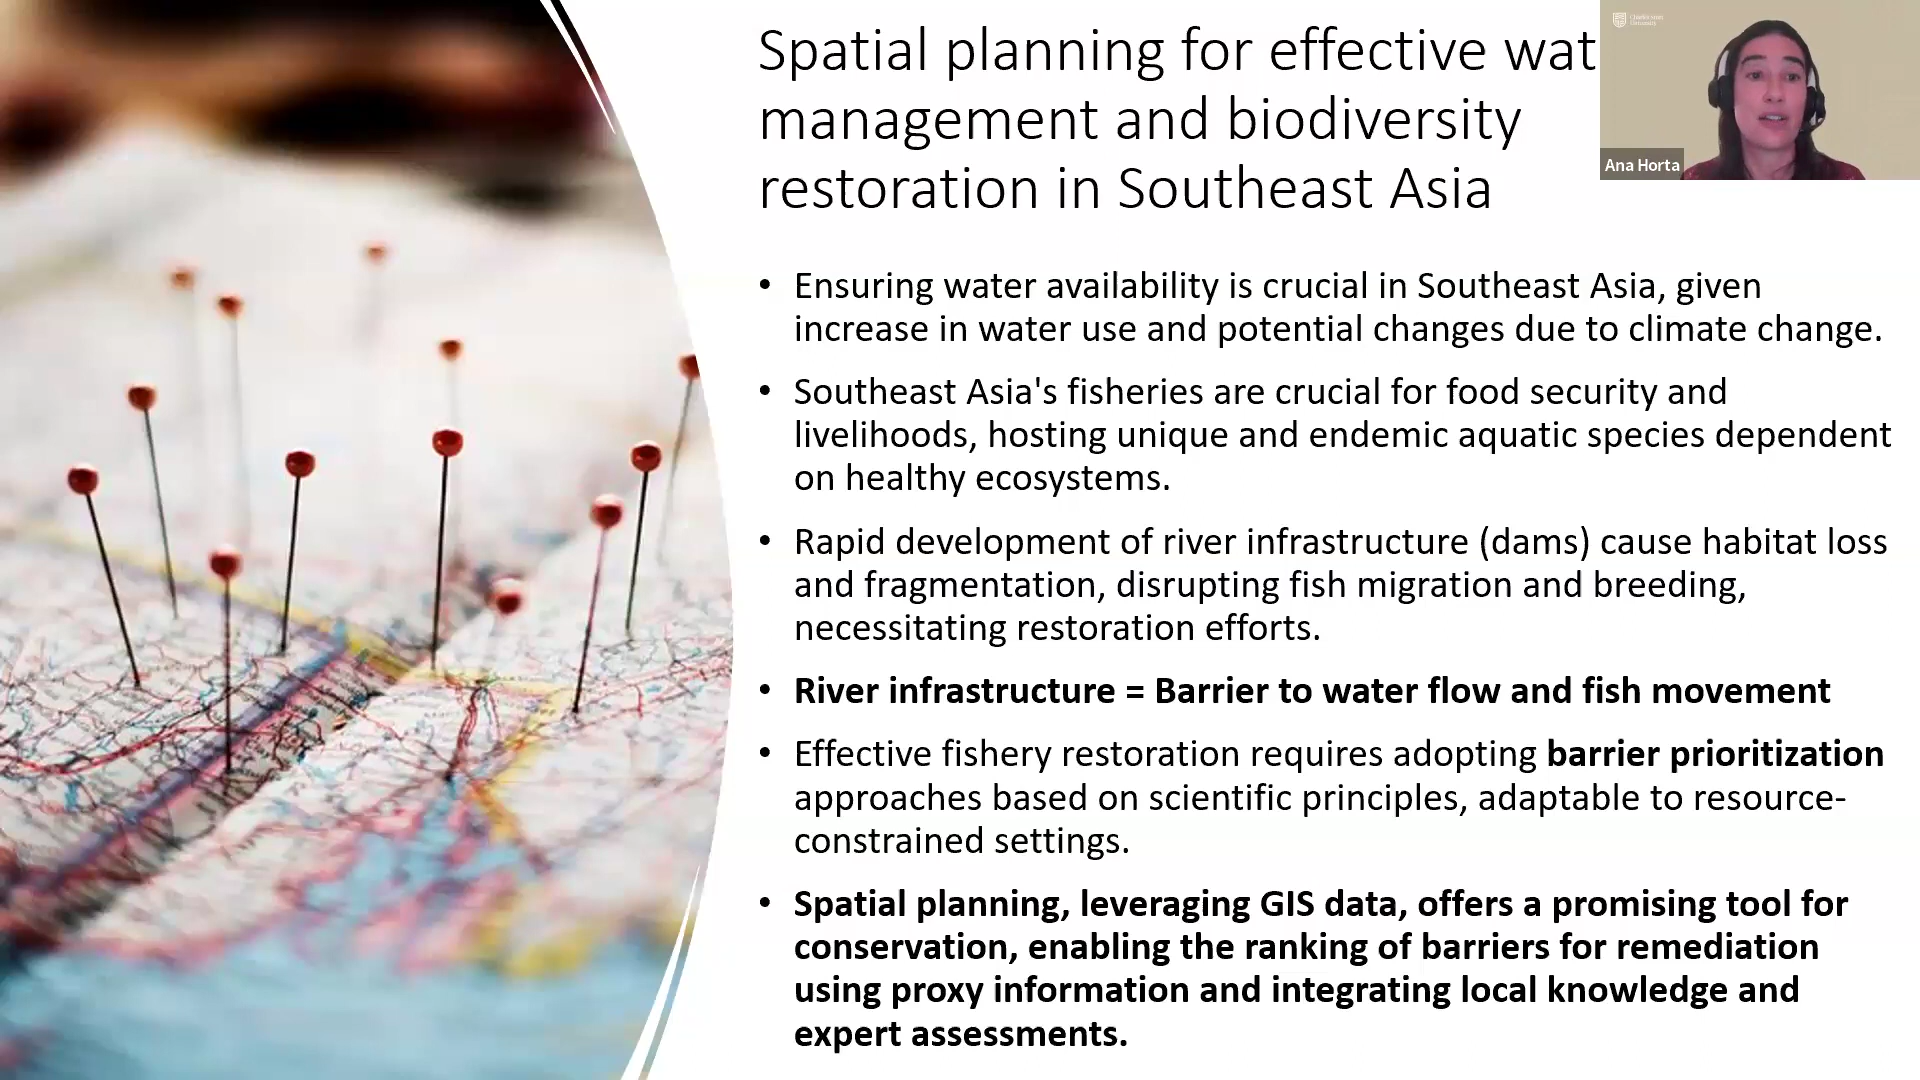 Spatial planning for effective wat
management and biodiversity
restoration in Southeast Asia
Charles Sturt
University
Ana Horta
• Ensuring water availability is crucial in Southeast Asia, given
increase in water use and potential changes due to climate change.
• Southeast Asia's fisheries are crucial for food security and
livelihoods, hosting unique and endemic aquatic species dependent
on healthy ecosystems.
• Rapid development of river infrastructure (dams) cause habitat loss
and fragmentation, disrupting fish migration and breeding,
necessitating restoration efforts.
• River infrastructure = Barrier to water flow and fish movement
• Effective fishery restoration requires adopting barrier prioritization
approaches based on scientific principles, adaptable to resource-
constrained settings.
• Spatial planning, leveraging GIS data, offers a promising tool for
conservation, enabling the ranking of barriers for remediation
using proxy information and integrating local knowledge and
expert assessments.